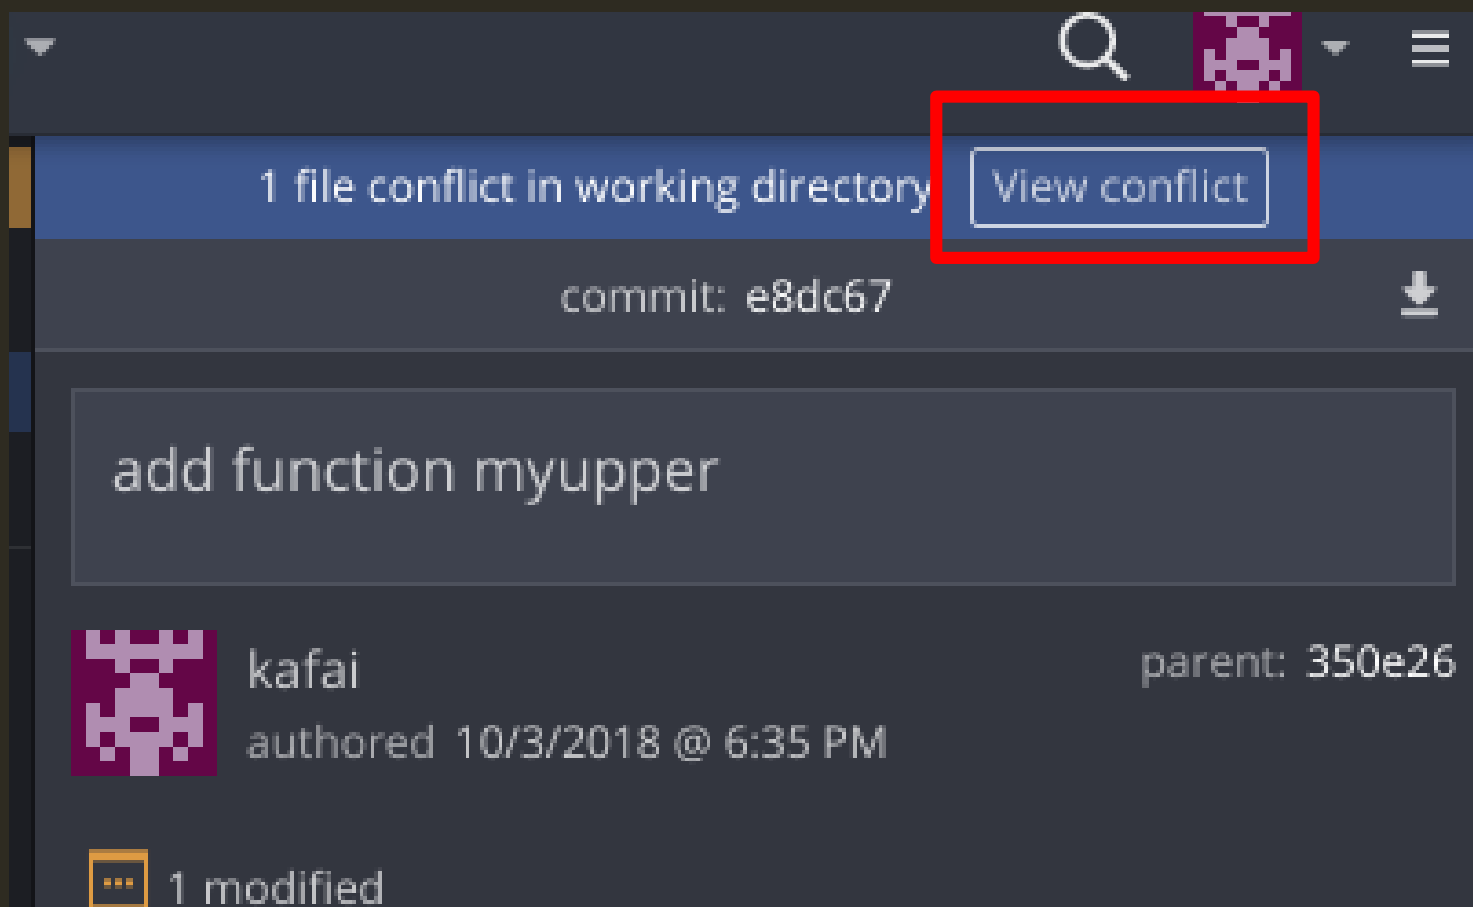 1 file conflict in working directory View conflict
commit: e8dc67
add function myupper
kafai
parent: 350e26
authored 10/3/2018 @ 6:35 PM
1 modified